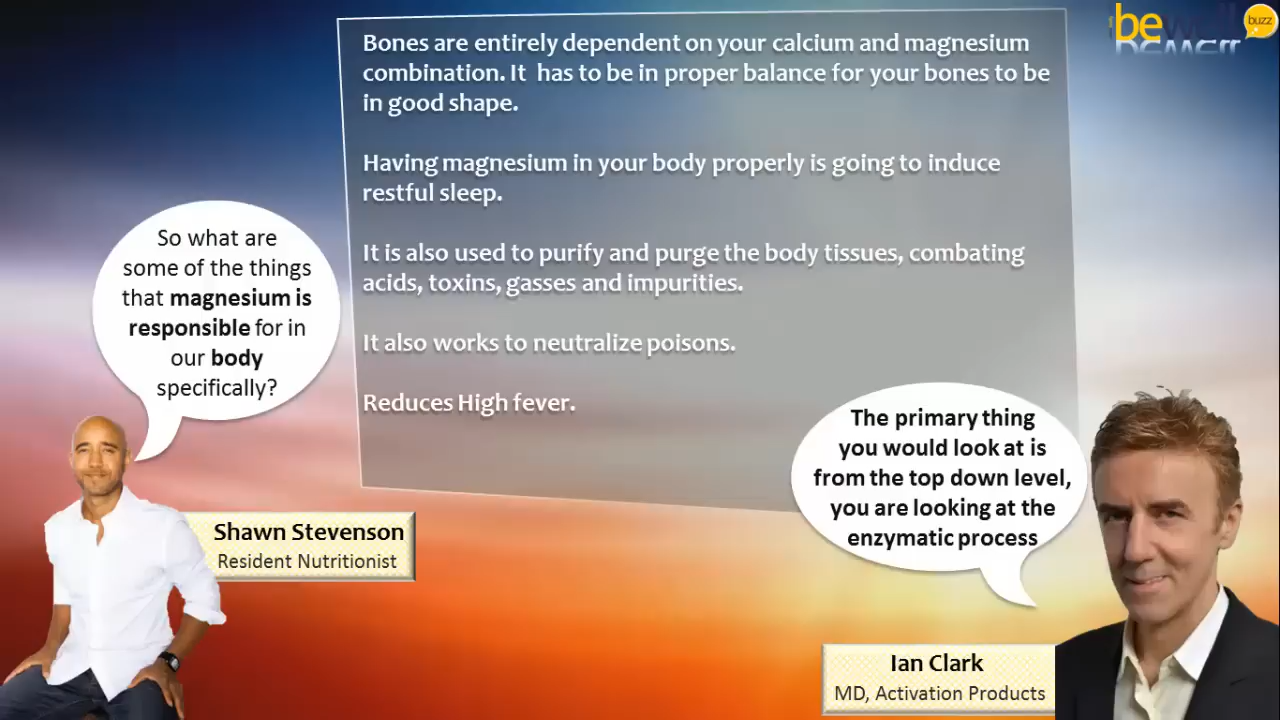 bewell
buzz
Bones are entirely dependent on your calcium and magnesium
combination. It has to be in proper balance for your bones to be
in good shape.
Having magnesium in your body properly is going to induce
restful sleep.
It is also used to purify and purge the body tissues, combating
acids, toxins, gasses and impurities.
It also works to neutralize poisons.
Reduces High fever.
So what are
some of the things
that magnesium is
responsible for in
our body
specifically?
The primary thing
you would look at is
from the top down level,
you are looking at the
enzymatic process
Shawn Stevenson
Resident Nutritionist
Ian Clark
MD, Activation Products